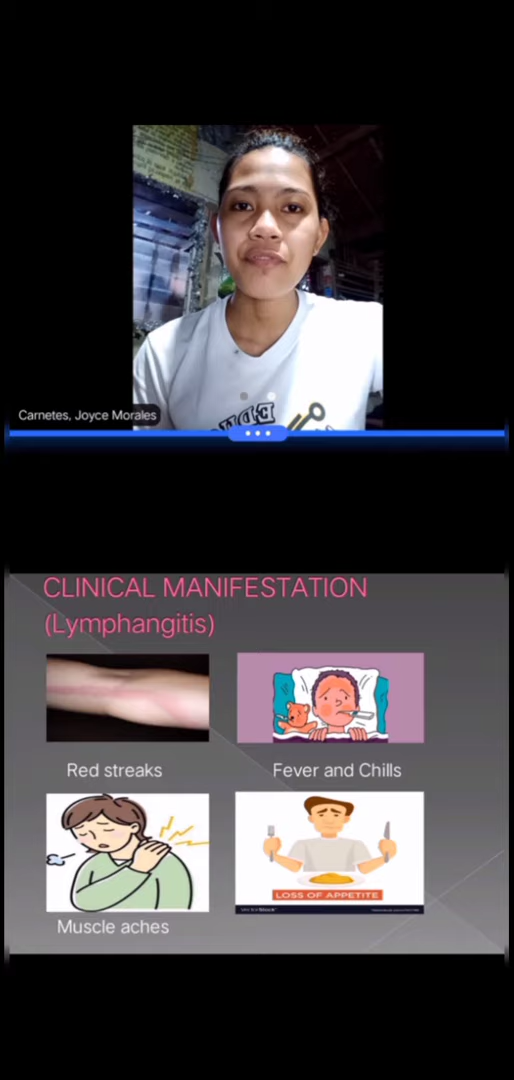 Carnetes, Joyce Morales
CLINICAL MANIFESTATION
(Lymphangitis)
Red streaks
Fever and Chills
Muscle aches
LOSS OF APPETITE